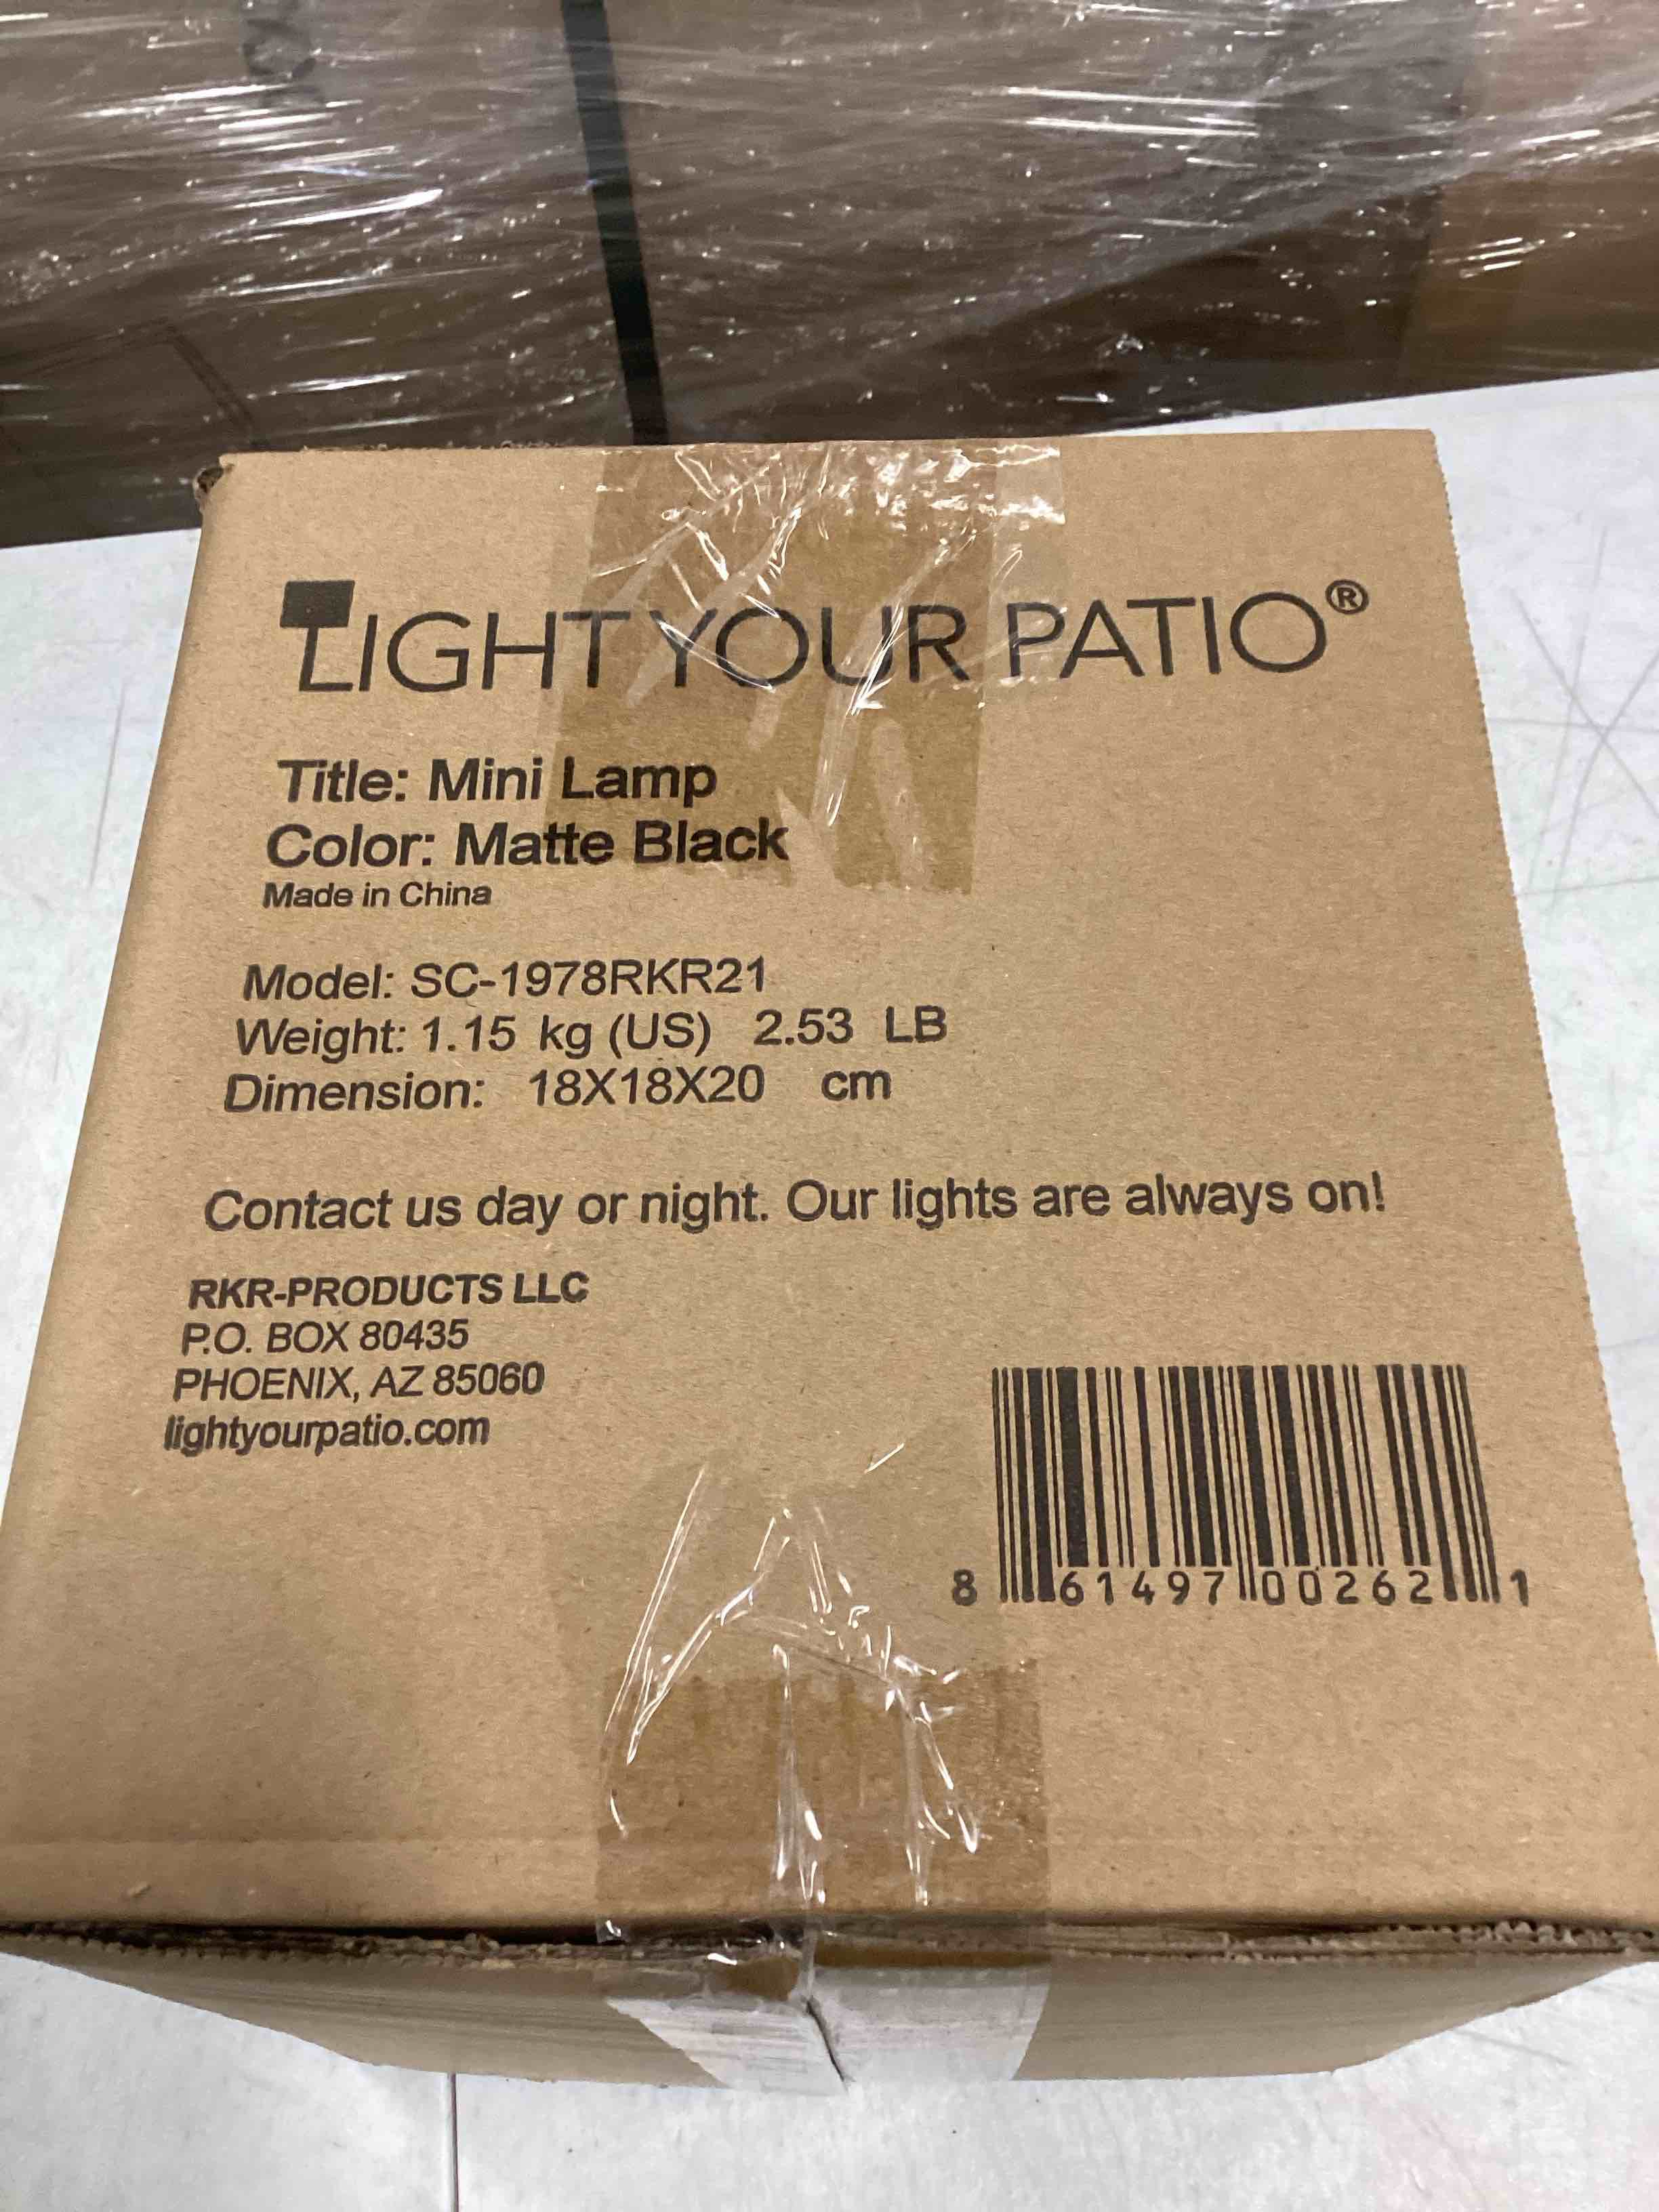 LIGHT YOUR PATIO®
Title: Mini Lamp
Color: Matte Black
Made in China
Model: SC-1978RKR21
Weight: 1.15 kg (US) 2.53 LB
Dimension: 18X18X20 cm
Contact us day or night. Our lights are always on!
RKR-PRODUCTS LLC
P.O. BOX 80435
PHOENIX, AZ 85060
lightyourpatio.com
8 61497 00262 1